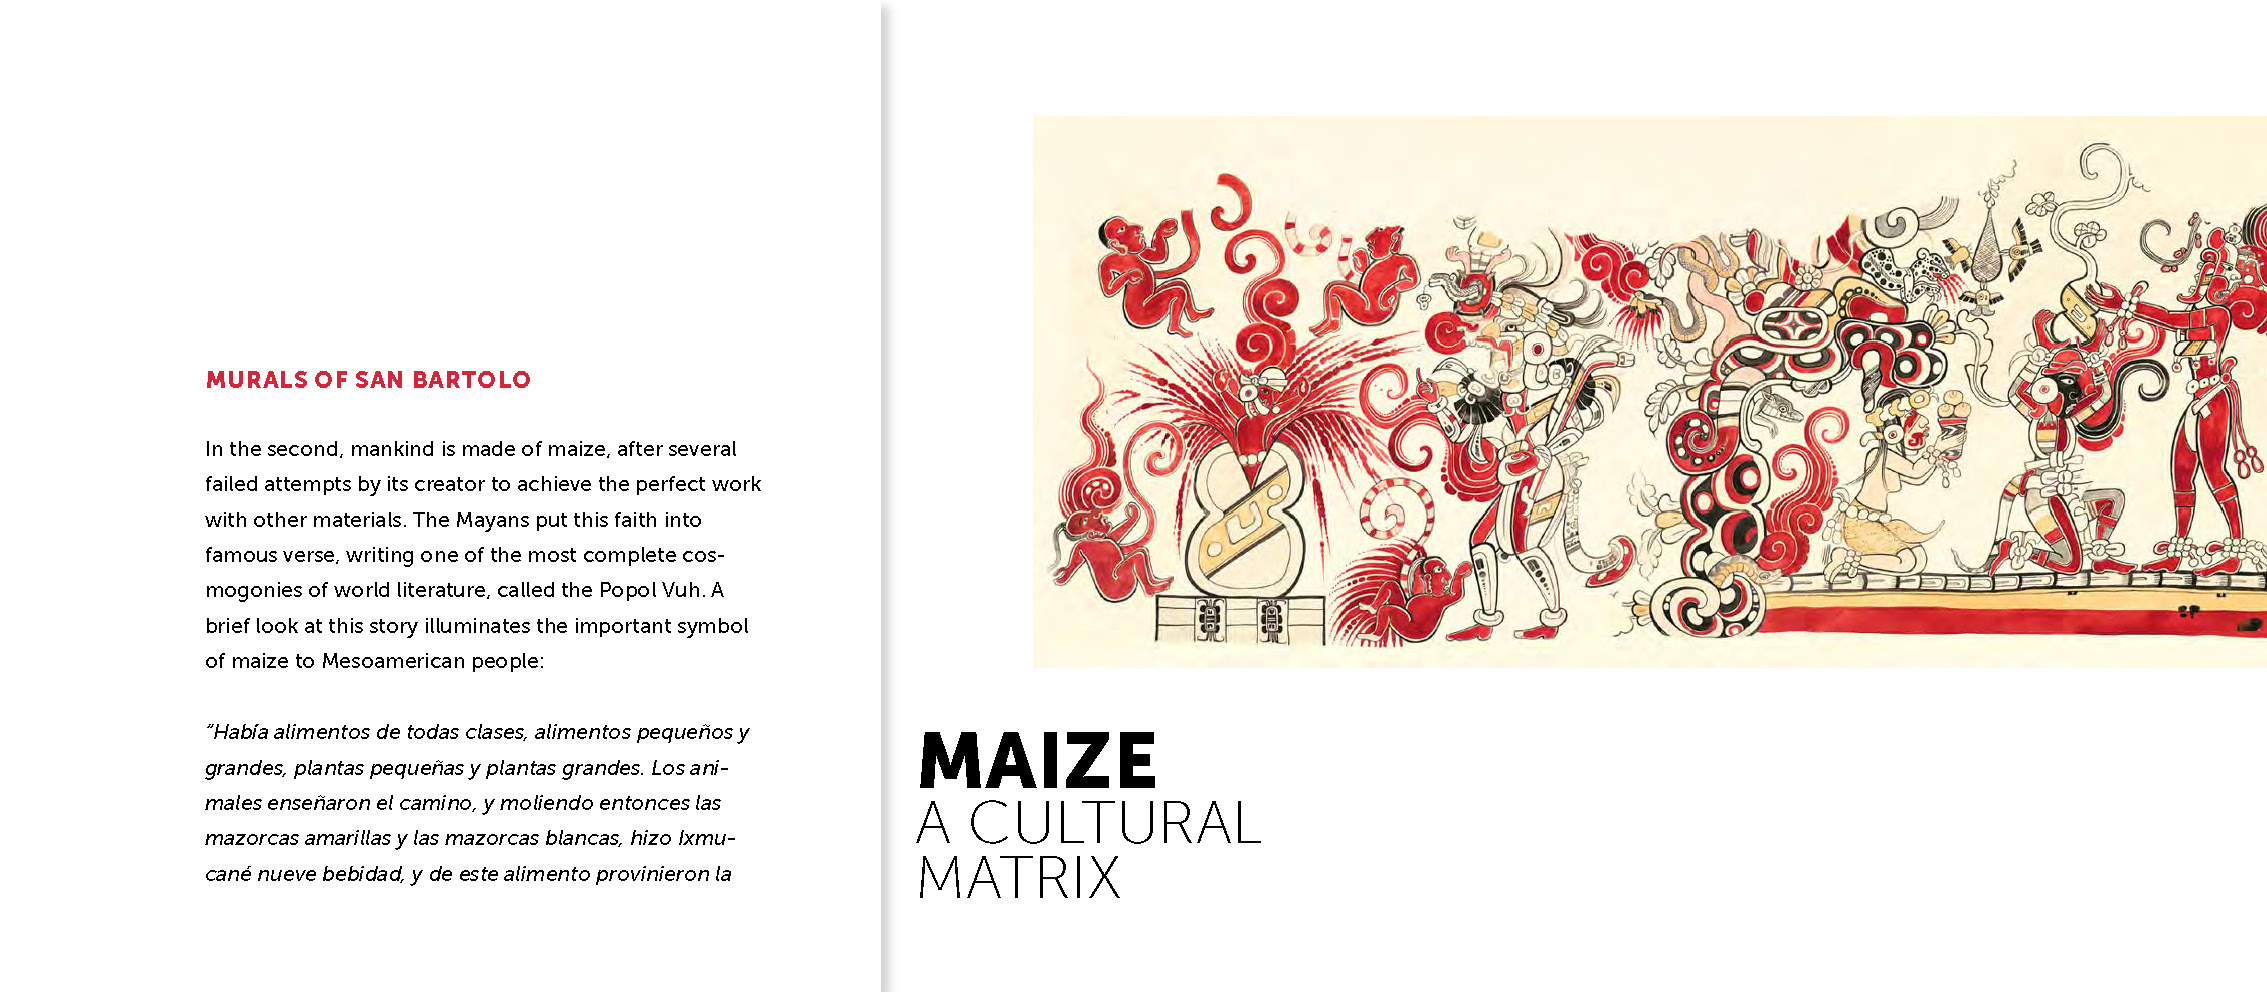 MURALS OF SAN BARTOLO
In the second, mankind is made of maize, after several
failed attempts by its creator to achieve the perfect work
with other materials. The Mayans put this faith into
famous verse, writing one of the most complete cos-
mogonies of world literature, called the Popol Vuh. A
brief look at this story illuminates the important symbol
of maize to Mesoamerican people:
“Había alimentos de todas clases, alimentos pequeños y
grandes, plantas pequeñas y plantas grandes. Los ani-
males enseñaron el camino, y moliendo entonces las
mazorcas amarillas y las mazorcas blancas, hizo Ixmu-
cané nueve bebidad, y de este alimento provinieron la
MAIZE
A CULTURAL
MATRIX